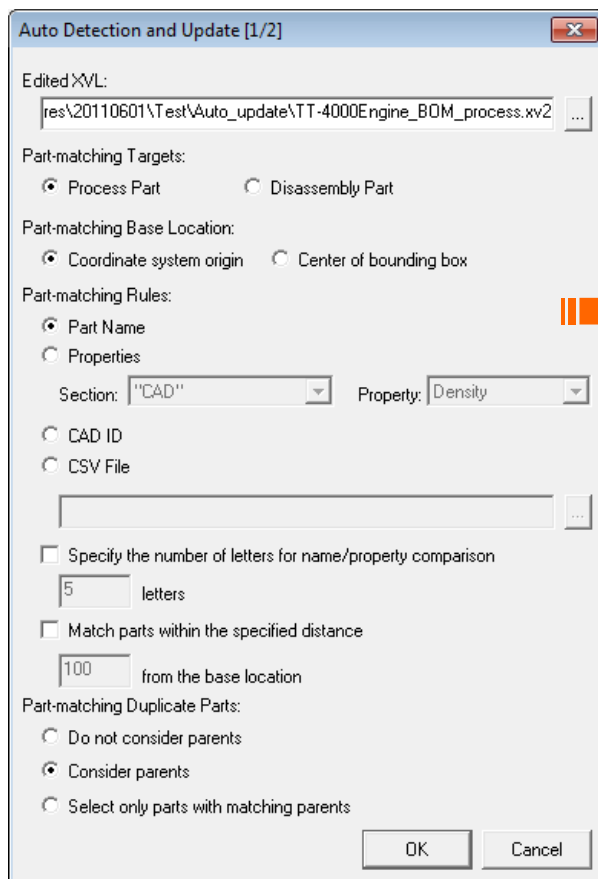 Auto Detection and Update [1/2]
Edited XVL:
res\20110601\Test\Auto_update\TT-4000Engine_BOM_process.xv2 ...
Part-matching Targets:
Process Part Disassembly Part
Part-matching Base Location:
Coordinate system origin Center of bounding box
Part-matching Rules:
Part Name
Properties
Section: "CAD" Property: Density
CAD ID
CSV File
...
Specify the number of letters for name/property comparison
5 letters
Match parts within the specified distance
100 from the base location
Part-matching Duplicate Parts:
Do not consider parents
Consider parents
Select only parts with matching parents
OK Cancel